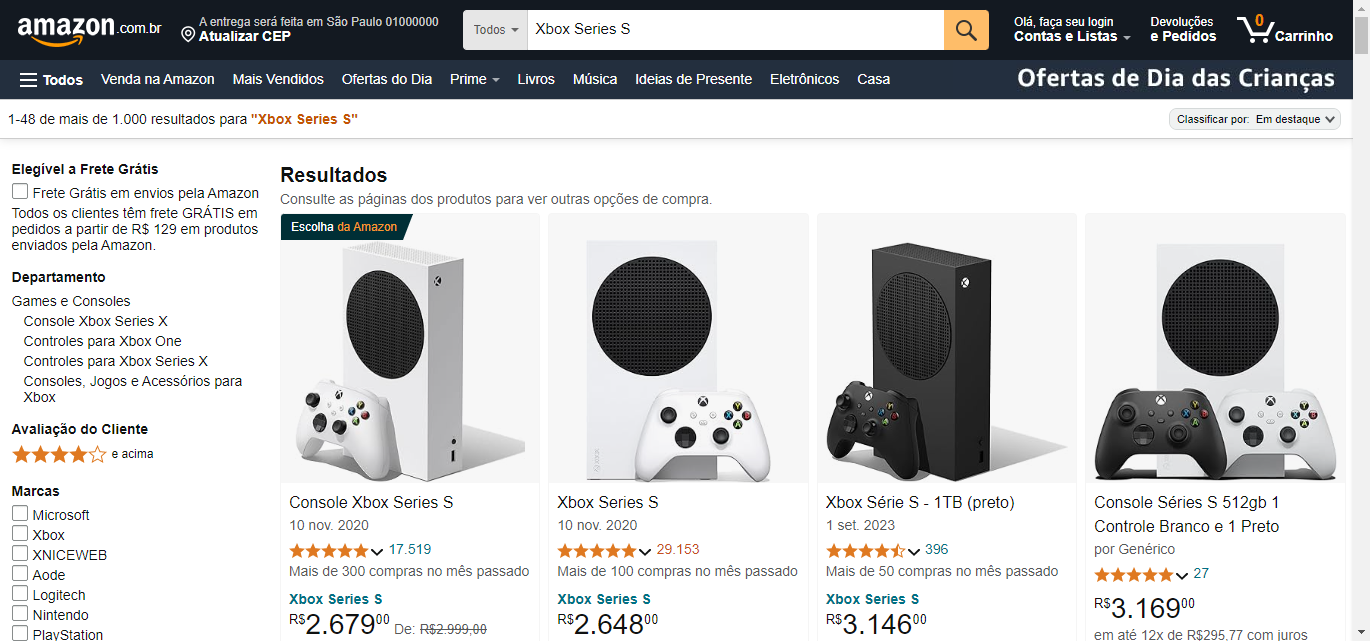 amazon.com.br
A entrega será feita em São Paulo 01000000
Atualizar CEP
Todos
Xbox Series S
Olá, faça seu login
Contas e Listas
Devoluções
e Pedidos
0
Carrinho
Todos
Venda na Amazon
Mais Vendidos
Ofertas do Dia
Prime
Livros
Música
Ideias de Presente
Eletrônicos
Casa
Ofertas de Dia das Crianças
1-48 de mais de 1.000 resultados para "Xbox Series S"
Classificar por: Em destaque
Elegível a Frete Grátis
Frete Grátis em envios pela Amazon
Todos os clientes têm frete GRÁTIS em
pedidos a partir de R$ 129 em produtos
enviados pela Amazon.
Departamento
Games e Consoles
Console Xbox Series X
Controles para Xbox One
Controles para Xbox Series X
Consoles, Jogos e Acessórios para
Xbox
Avaliação do Cliente
e acima
Marcas
Microsoft
Xbox
XNICEWEB
Aode
Logitech
Nintendo
PlayStation
Resultados
Consulte as páginas dos produtos para ver outras opções de compra.
Escolha da Amazon
Console Xbox Series S
10 nov. 2020
17.519
Mais de 300 compras no mês passado
Xbox Series S
R$2.67900 De: R$2.999,00
Xbox Series S
10 nov. 2020
29.153
Mais de 100 compras no mês passado
Xbox Series S
R$2.64800
Xbox Série S - 1TB (preto)
1 set. 2023
396
Mais de 50 compras no mês passado
Xbox Series S
R$3.14600
Console Séries S 512gb 1
Controle Branco e 1 Preto
por Genérico
27
R$3.16900
em até 12x de R$295,77 com juros